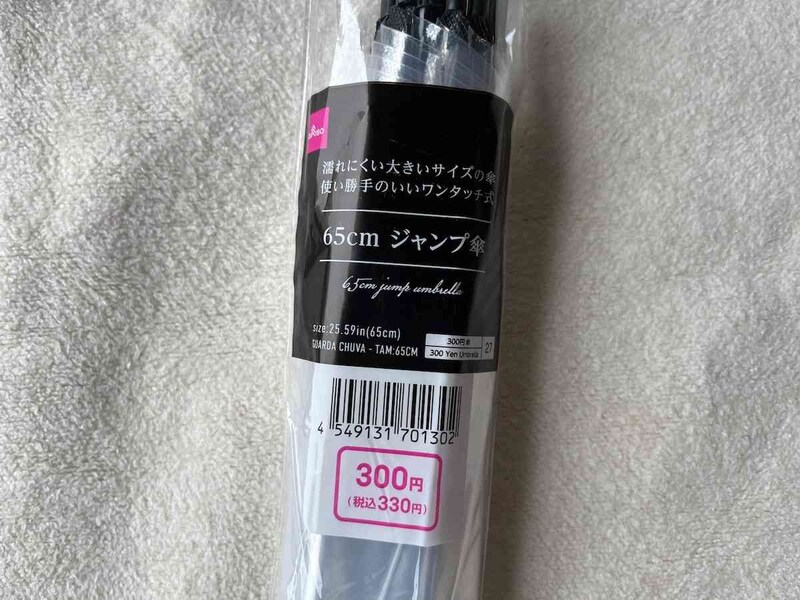 DAISO
濡れにくい大きいサイズの傘
使い勝手のいいワンタッチ式
65cm ジャンプ傘
65cm jump umbrella
size:25.59in(65cm)
GUARDA CHUVA - TAM:65CM
300円傘
300 Yen Umbrella
27
4 549131 701302
300円
(税込330円)